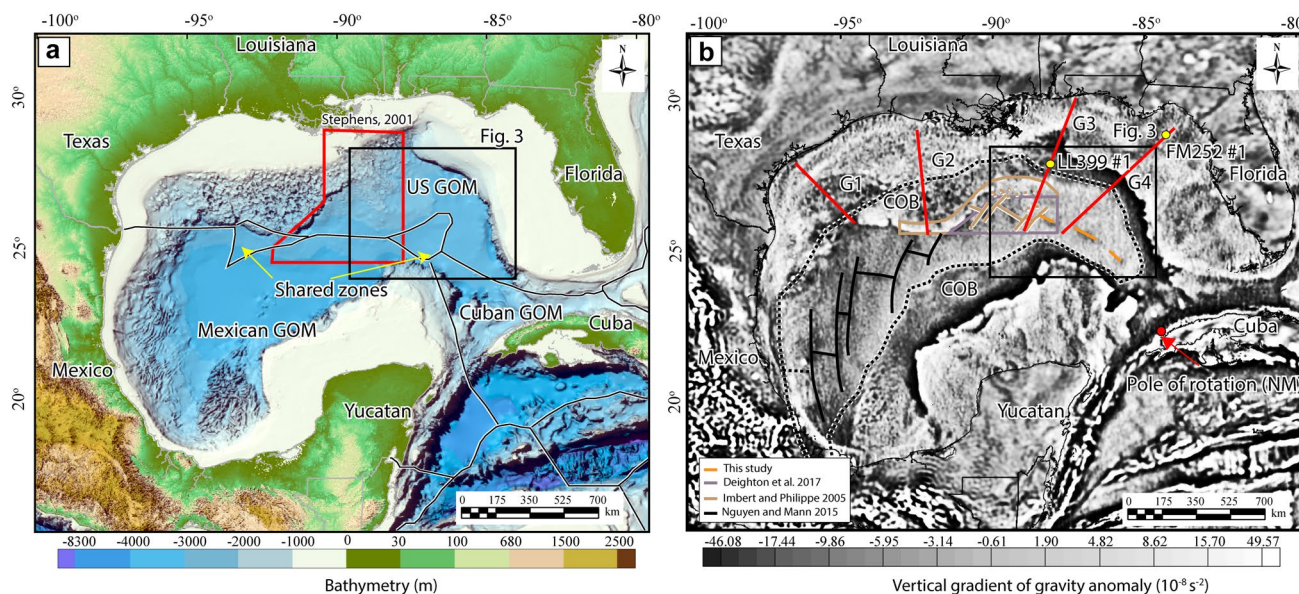 -100° -95° -90° -85° -80°
a
Louisiana
N
30°
Stephens, 2001
Texas
Fig. 3
US GOM
Florida
25°
Shared zones
Mexican GOM
Cuban GOM
Cuba
Mexico
20°
Yucatan
0 175 350 525 700
km
-8300 -4000 -3000 -2000 -1000 0 30 100 680 1500 2500
Bathymetry (m)
-100° -95° -90° -85° -80
b
Louisiana
N
30°
G3
Fig. 3
Texas
FM252 #1
G2
LL399 #1
G1
G4
Florida
COB
25°
COB
Cuba
Mexico
Pole of rotation (NM
20°
Yucatan
This study
Deighton et al. 2017
Imbert and Philippe 2005
Nguyen and Mann 2015
0 175 350 525 700
km
-46.08 -17.44 -9.86 -5.95 -3.14 -0.61 1.90 4.82 8.62 15.70 49.57
Vertical gradient of gravity anomaly (10⁻⁸ s⁻²)